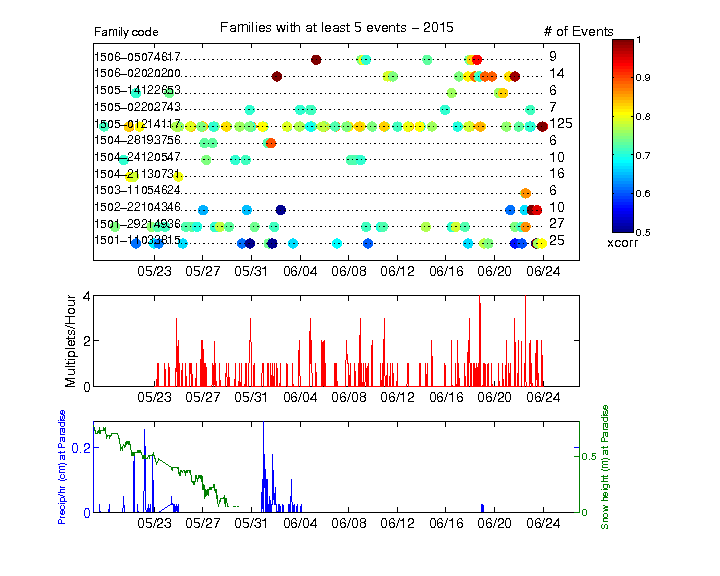 Families with at least 5 events − 2015
Family code
# of Events
1506−05074617 9
1506−02020200 14
1505−14122653 6
1505−02202743 7
1505−01214117 125
1504−28193756 6
1504−24120547 10
1504−21130731 16
1503−11054624 6
1502−22104346 10
1501−29214936 27
1501−11033815 25
05/23 05/27 05/31 06/04 06/08 06/12 06/16 06/20 06/24
1
0.9
0.8
0.7
0.6
0.5
xcorr
Multiplets/Hour
4
2
0
05/23 05/27 05/31 06/04 06/08 06/12 06/16 06/20 06/24
Precip/hr (cm) at Paradise
0.2
0
0.5
0
Snow height (m) at Paradise
05/23 05/27 05/31 06/04 06/08 06/12 06/16 06/20 06/24